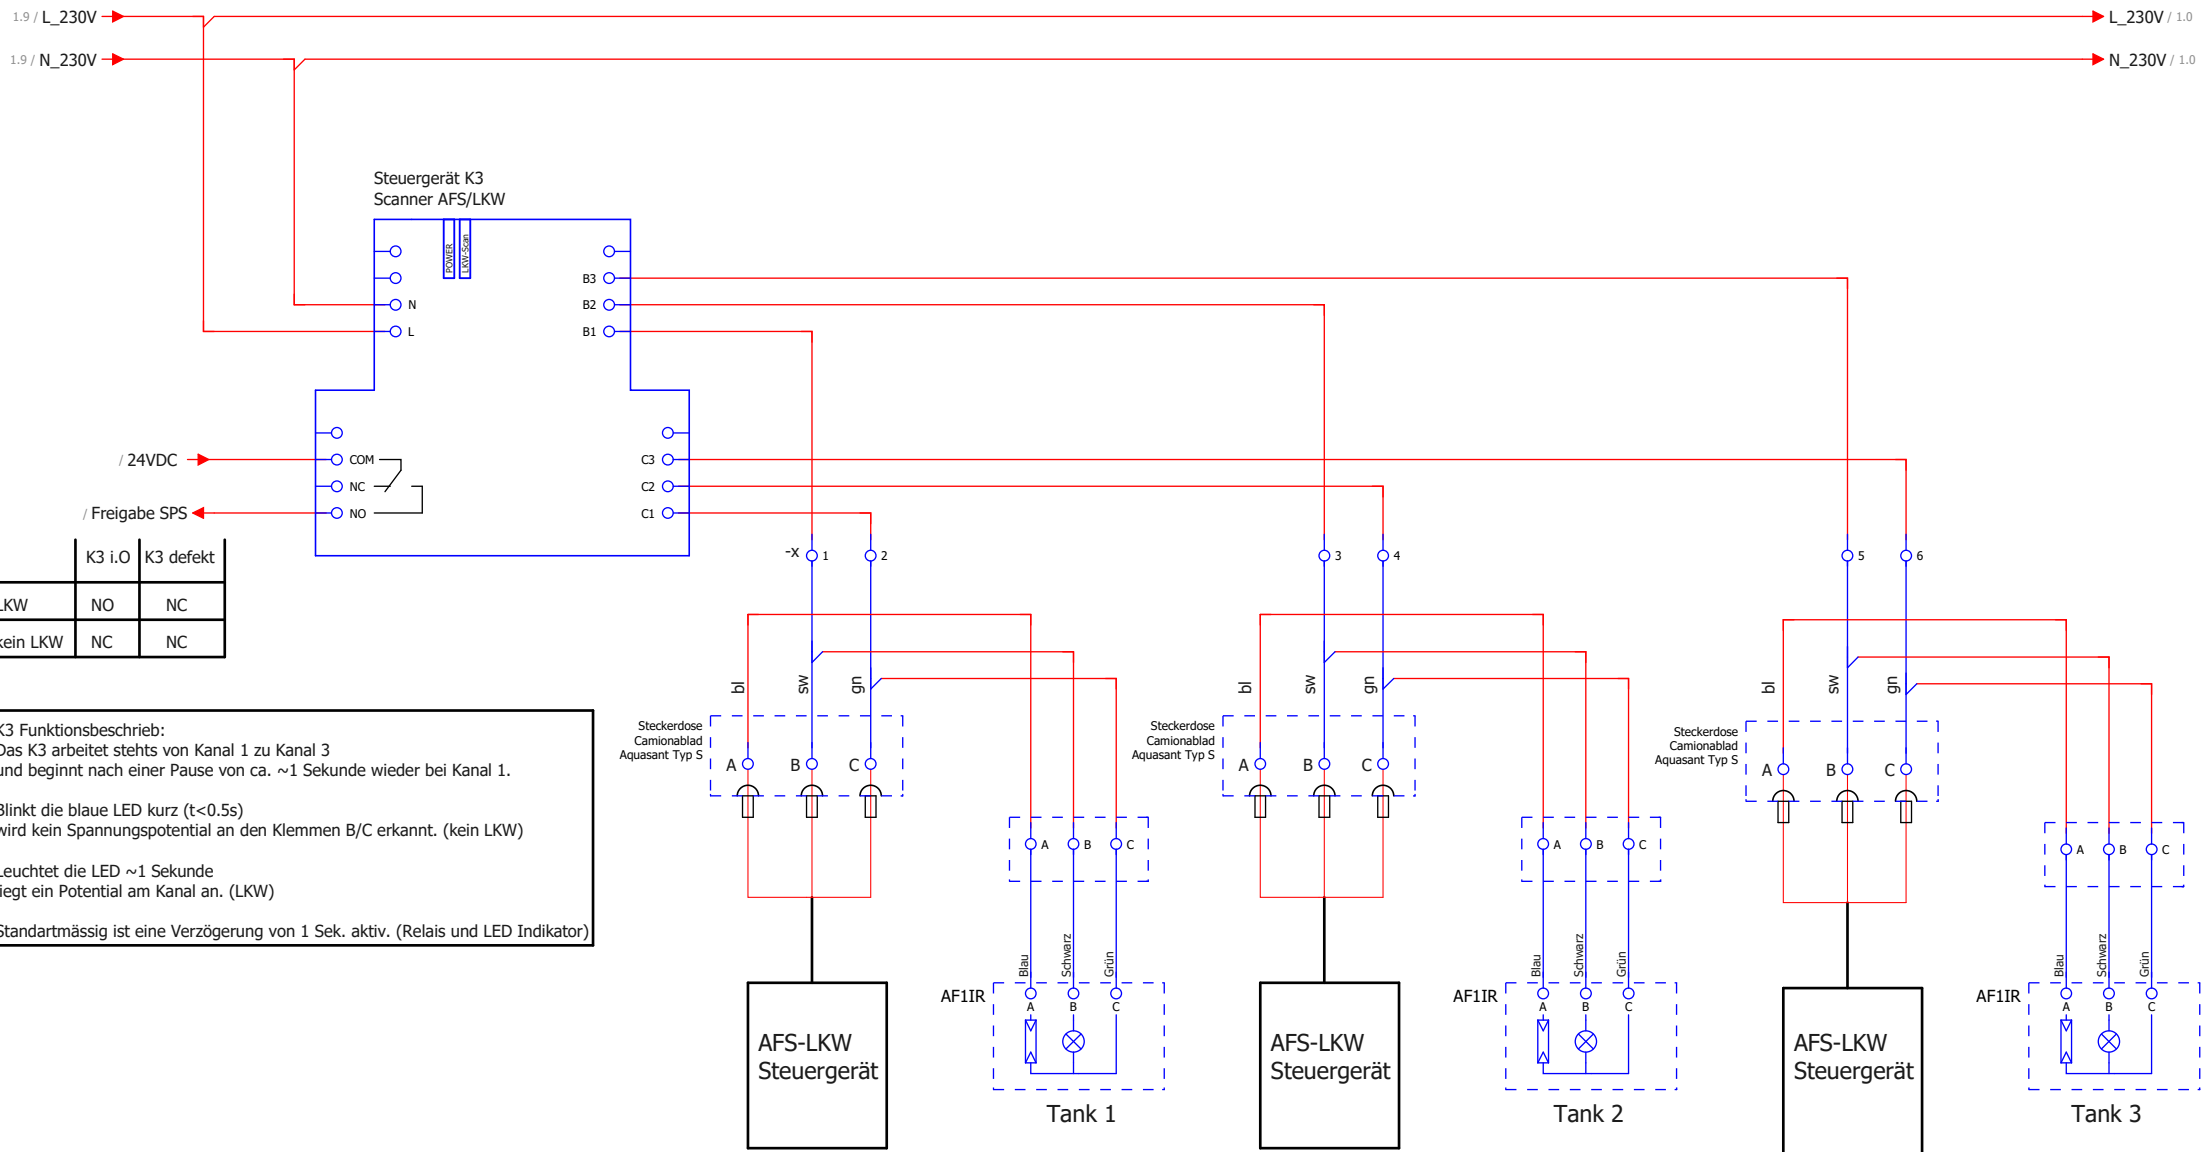 1.9 / L_230V
L_230V / 1.0
1.9 / N_230V
N_230V / 1.0
Steuergerät K3
Scanner AFS/LKW
POWER
LKW-Scan
N
L
B3
B2
B1
/ 24VDC
COM
NC
/ Freigabe SPS
NO
C3
C2
C1
K3 i.O K3 defekt
LKW NO NC
kein LKW NC NC
-X 1 2
3 4
5 6
K3 Funktionsbeschrieb:
Das K3 arbeitet stehts von Kanal 1 zu Kanal 3
und beginnt nach einer Pause von ca. ~1 Sekunde wieder bei Kanal 1.
Blinkt die blaue LED kurz (t<0.5s)
wird kein Spannungspotential an den Klemmen B/C erkannt. (kein LKW)
Leuchtet die LED ~1 Sekunde
liegt ein Potential am Kanal an. (LKW)
Standartmässig ist eine Verzögerung von 1 Sek. aktiv. (Relais und LED Indikator)
bl sw gn
Steckerdose
Camionablad
Aquasant Typ S
A B C
A B C
Blau Schwarz Grün
AF1IR
A B C
AFS-LKW
Steuergerät
Tank 1
bl sw gn
Steckerdose
Camionablad
Aquasant Typ S
A B C
A B C
Blau Schwarz Grün
AF1IR
A B C
AFS-LKW
Steuergerät
Tank 2
bl sw gn
Steckerdose
Camionablad
Aquasant Typ S
A B C
A B C
Blau Schwarz Grün
AF1IR
A B C
AFS-LKW
Steuergerät
Tank 3